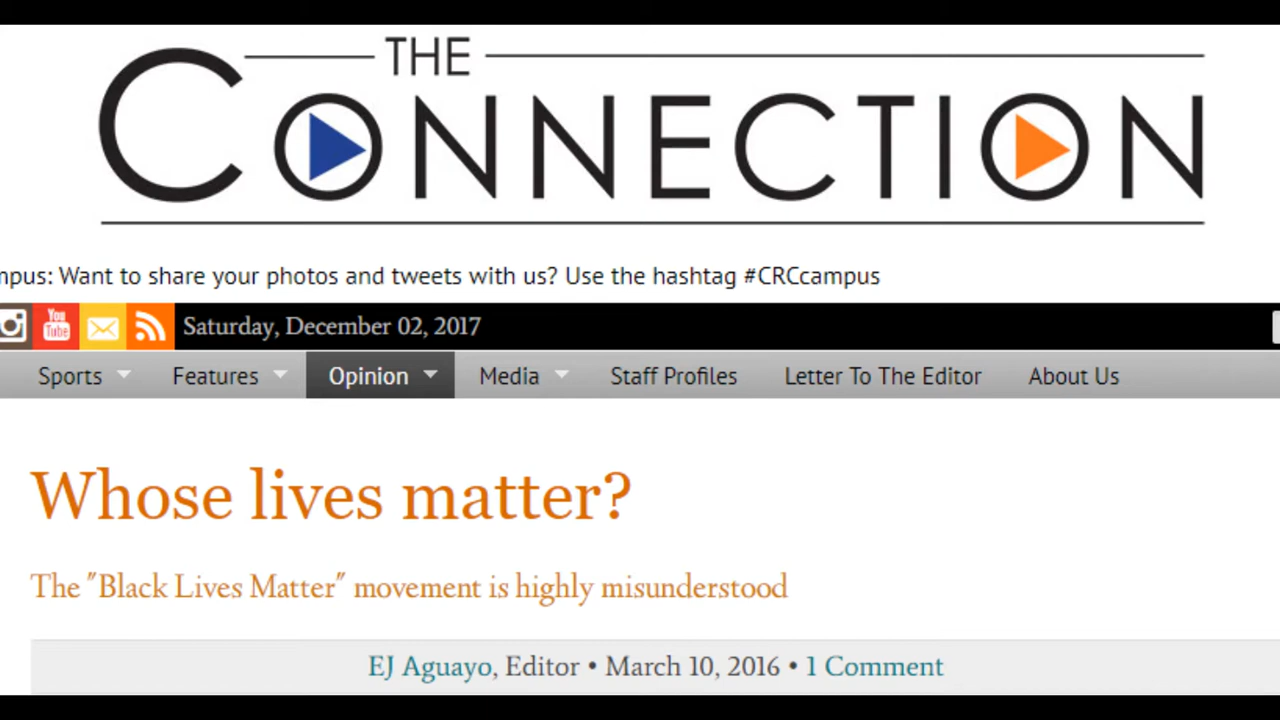 THE
CONNECTION
mpus: Want to share your photos and tweets with us? Use the hashtag #CRCcampus
You
Tube
Saturday, December 02, 2017
Sports Features Opinion Media Staff Profiles Letter To The Editor About Us
Whose lives matter?
The "Black Lives Matter" movement is highly misunderstood
EJ Aguayo, Editor • March 10, 2016 • 1 Comment